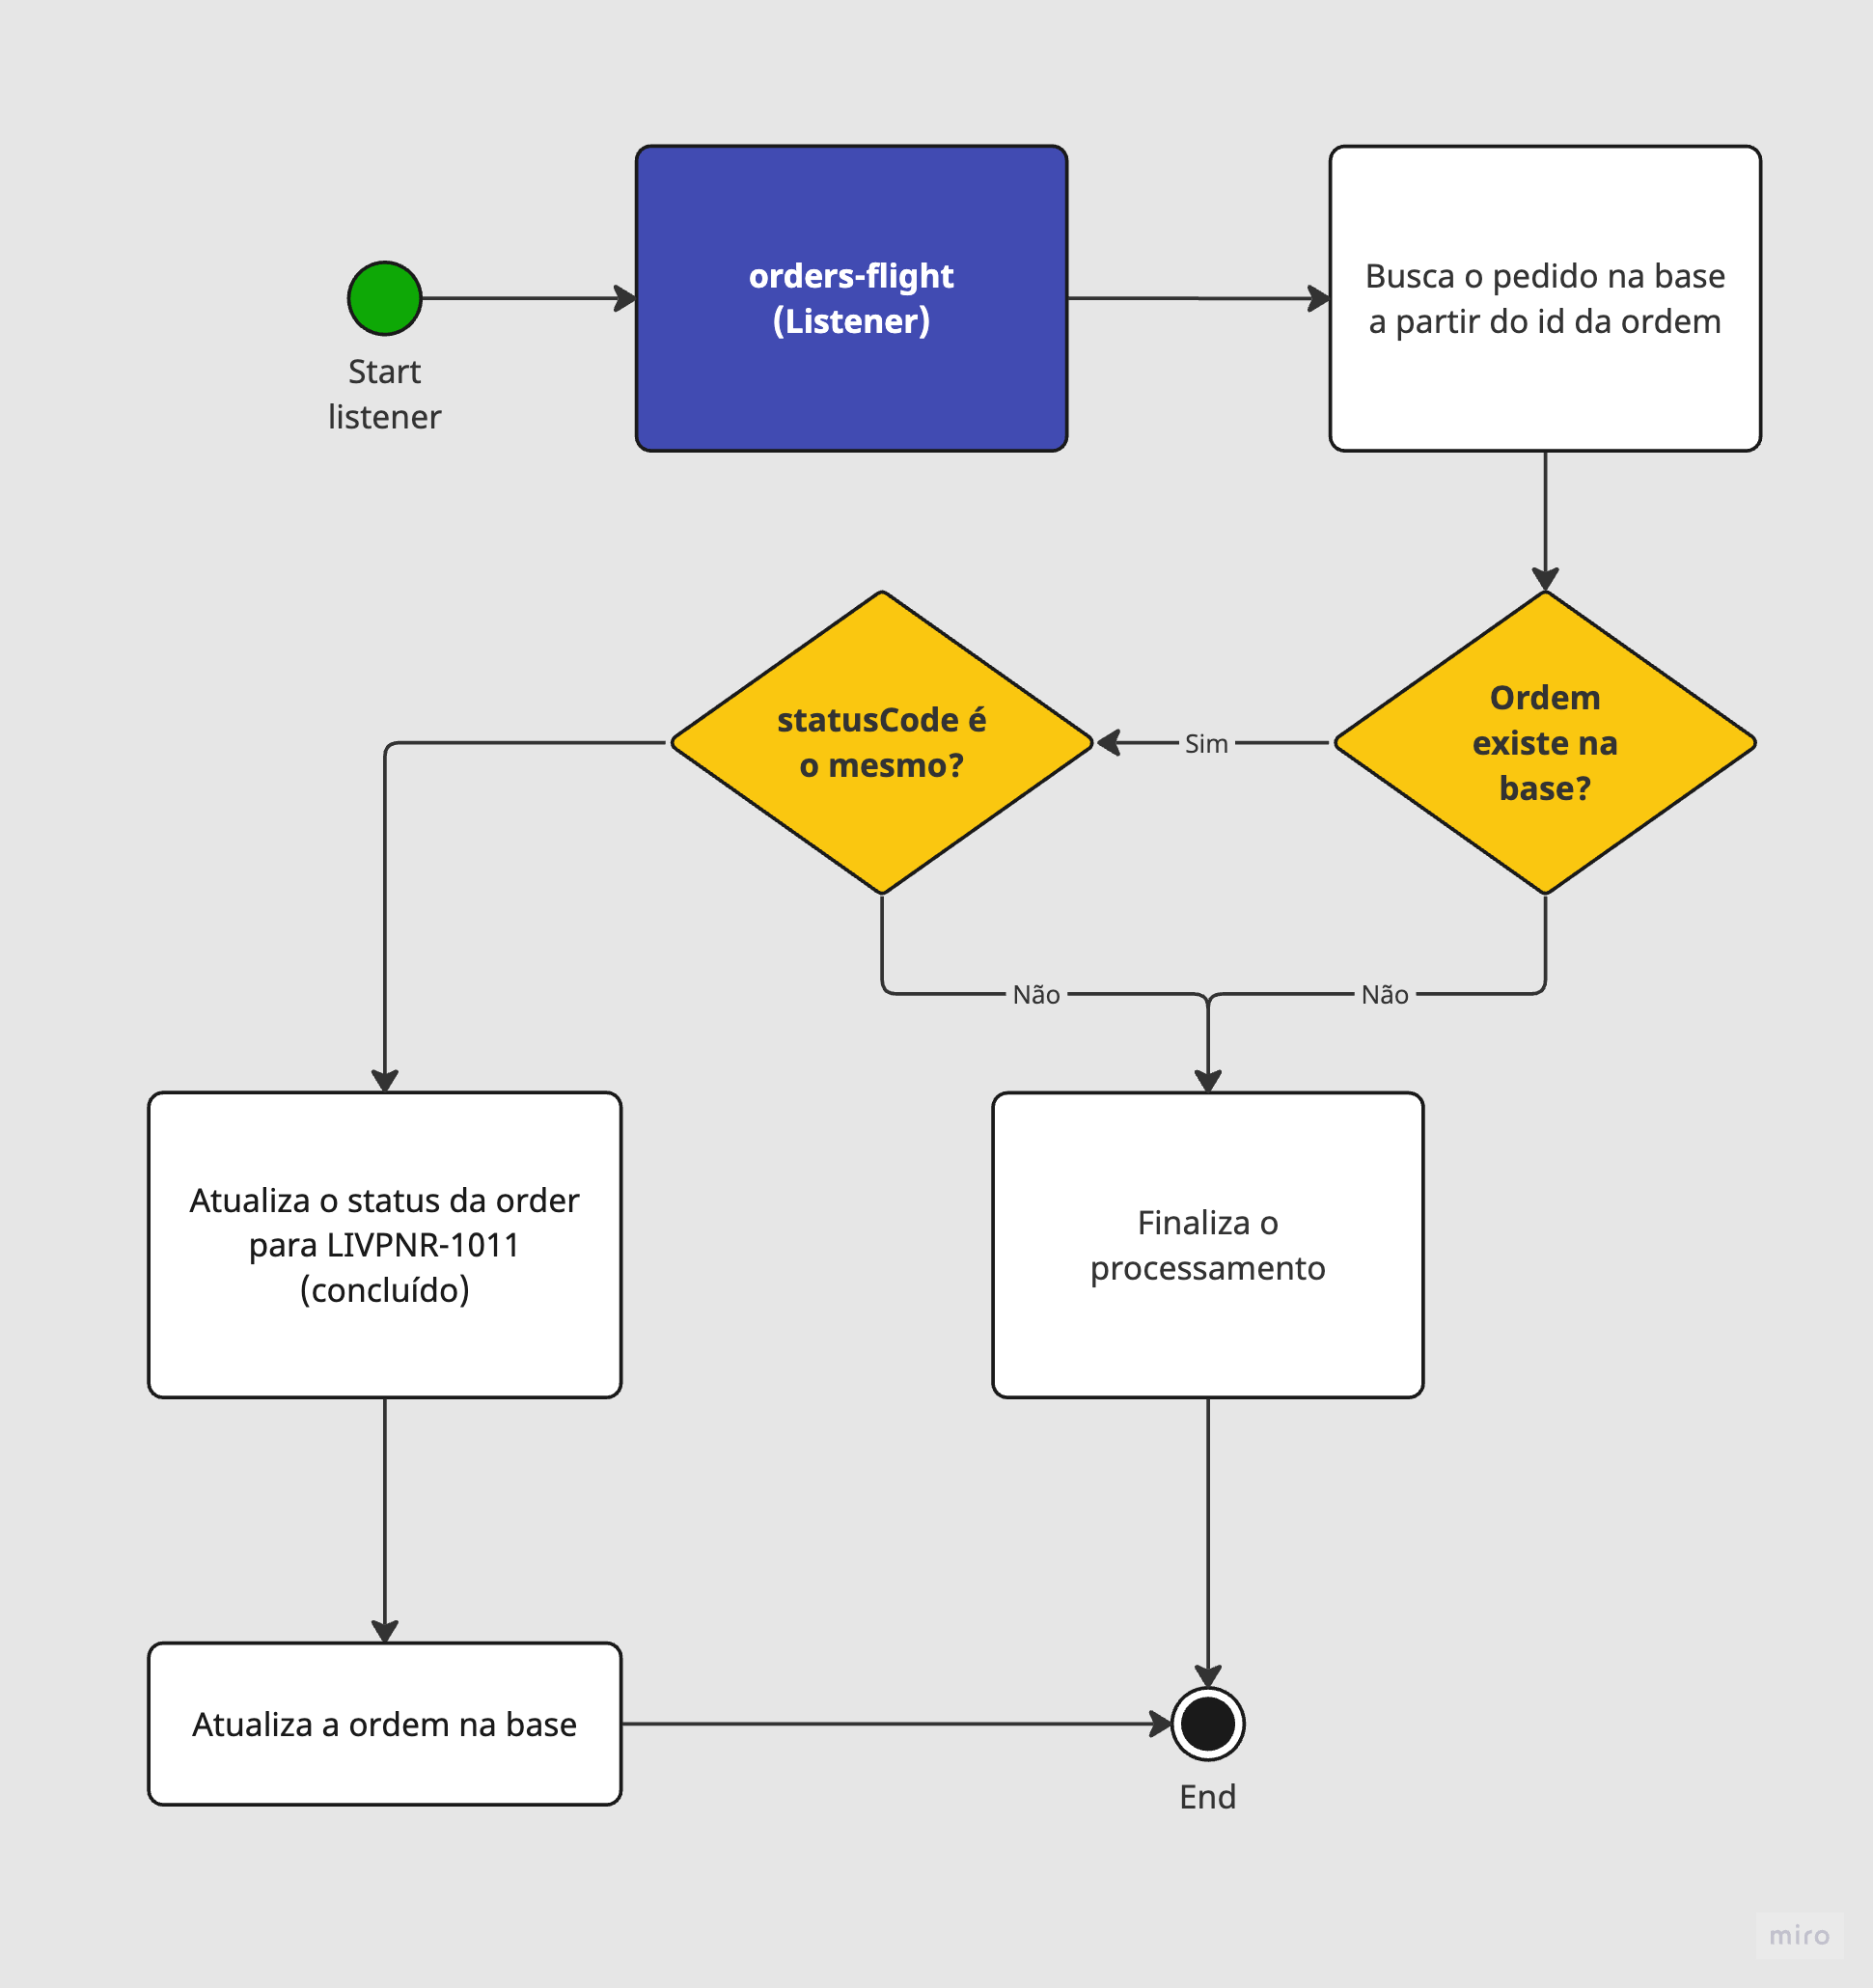 orders-flight
(Listener)
Busca o pedido na base
a partir do id da ordem
Start
listener
Ordem
existe na
base?
statusCode é
o mesmo?
Sim
Não
Não
Atualiza o status da order
para LIVPNR-1011
(concluído)
Finaliza o
processamento
Atualiza a ordem na base
End
miro